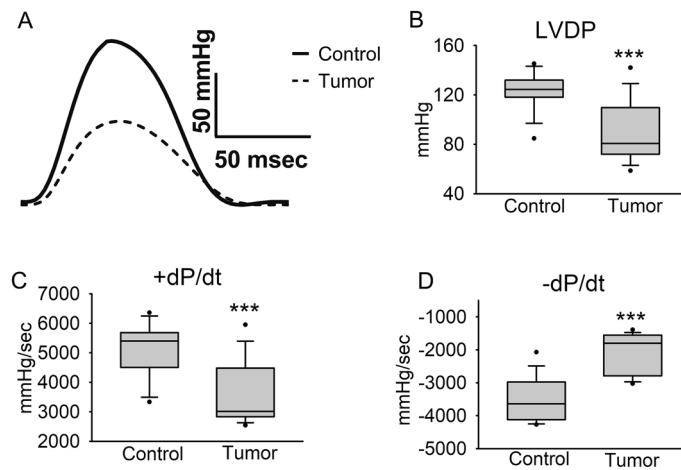 A
Control
Tumor
50 mmHg
50 msec
B
LVDP
mmHg
160
120
80
40
***
Control
Tumor
C
+dP/dt
mmHg/sec
7000
6000
5000
4000
3000
2000
***
Control
Tumor
D
-dP/dt
mmHg/sec
-1000
-2000
-3000
-4000
-5000
***
Control
Tumor